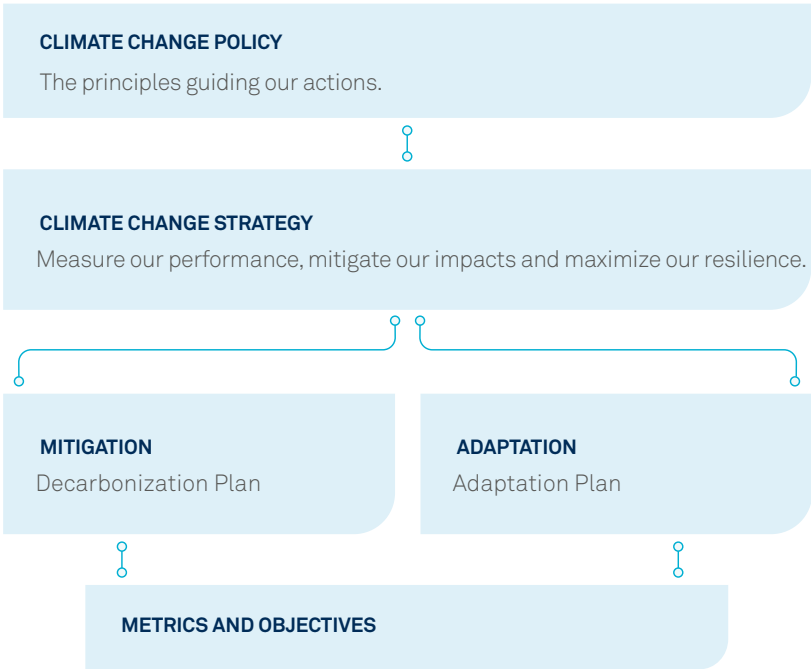 CLIMATE CHANGE POLICY
The principles guiding our actions.
CLIMATE CHANGE STRATEGY
Measure our performance, mitigate our impacts and maximize our resilience.
MITIGATION
Decarbonization Plan
ADAPTATION
Adaptation Plan
METRICS AND OBJECTIVES